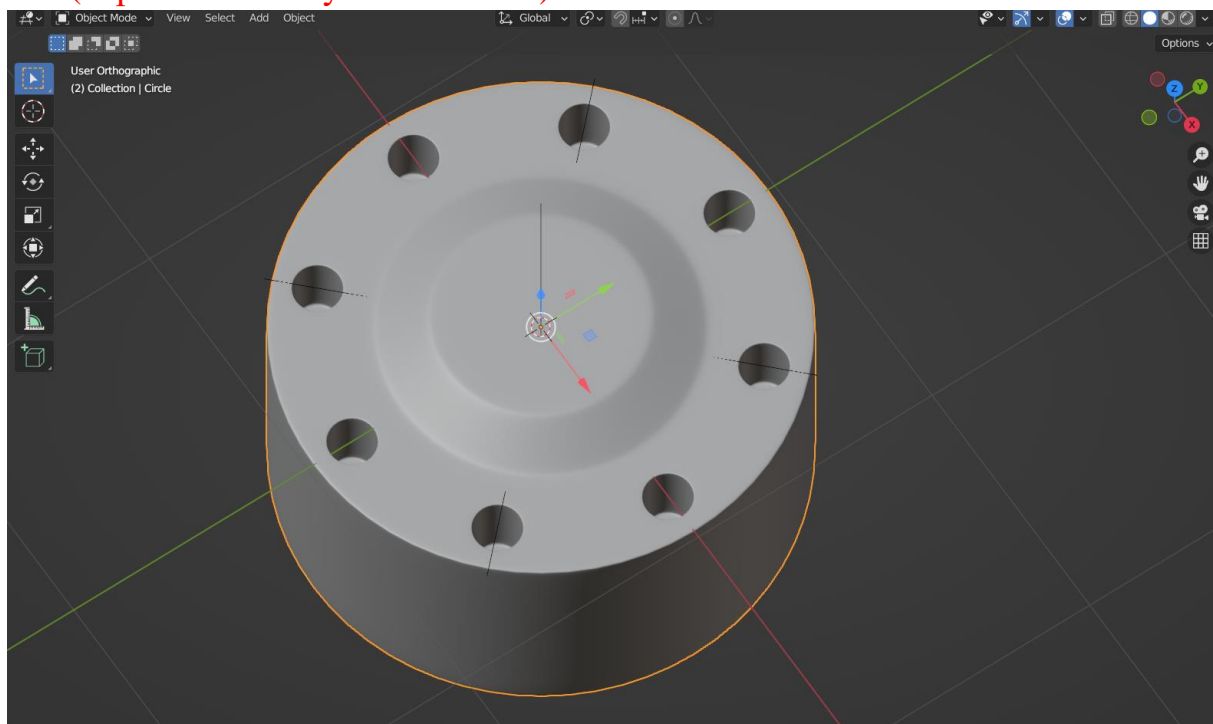 Object Mode View Select Add Object Global
Options
User Orthographic
(2) Collection | Circle
Z
Y
X